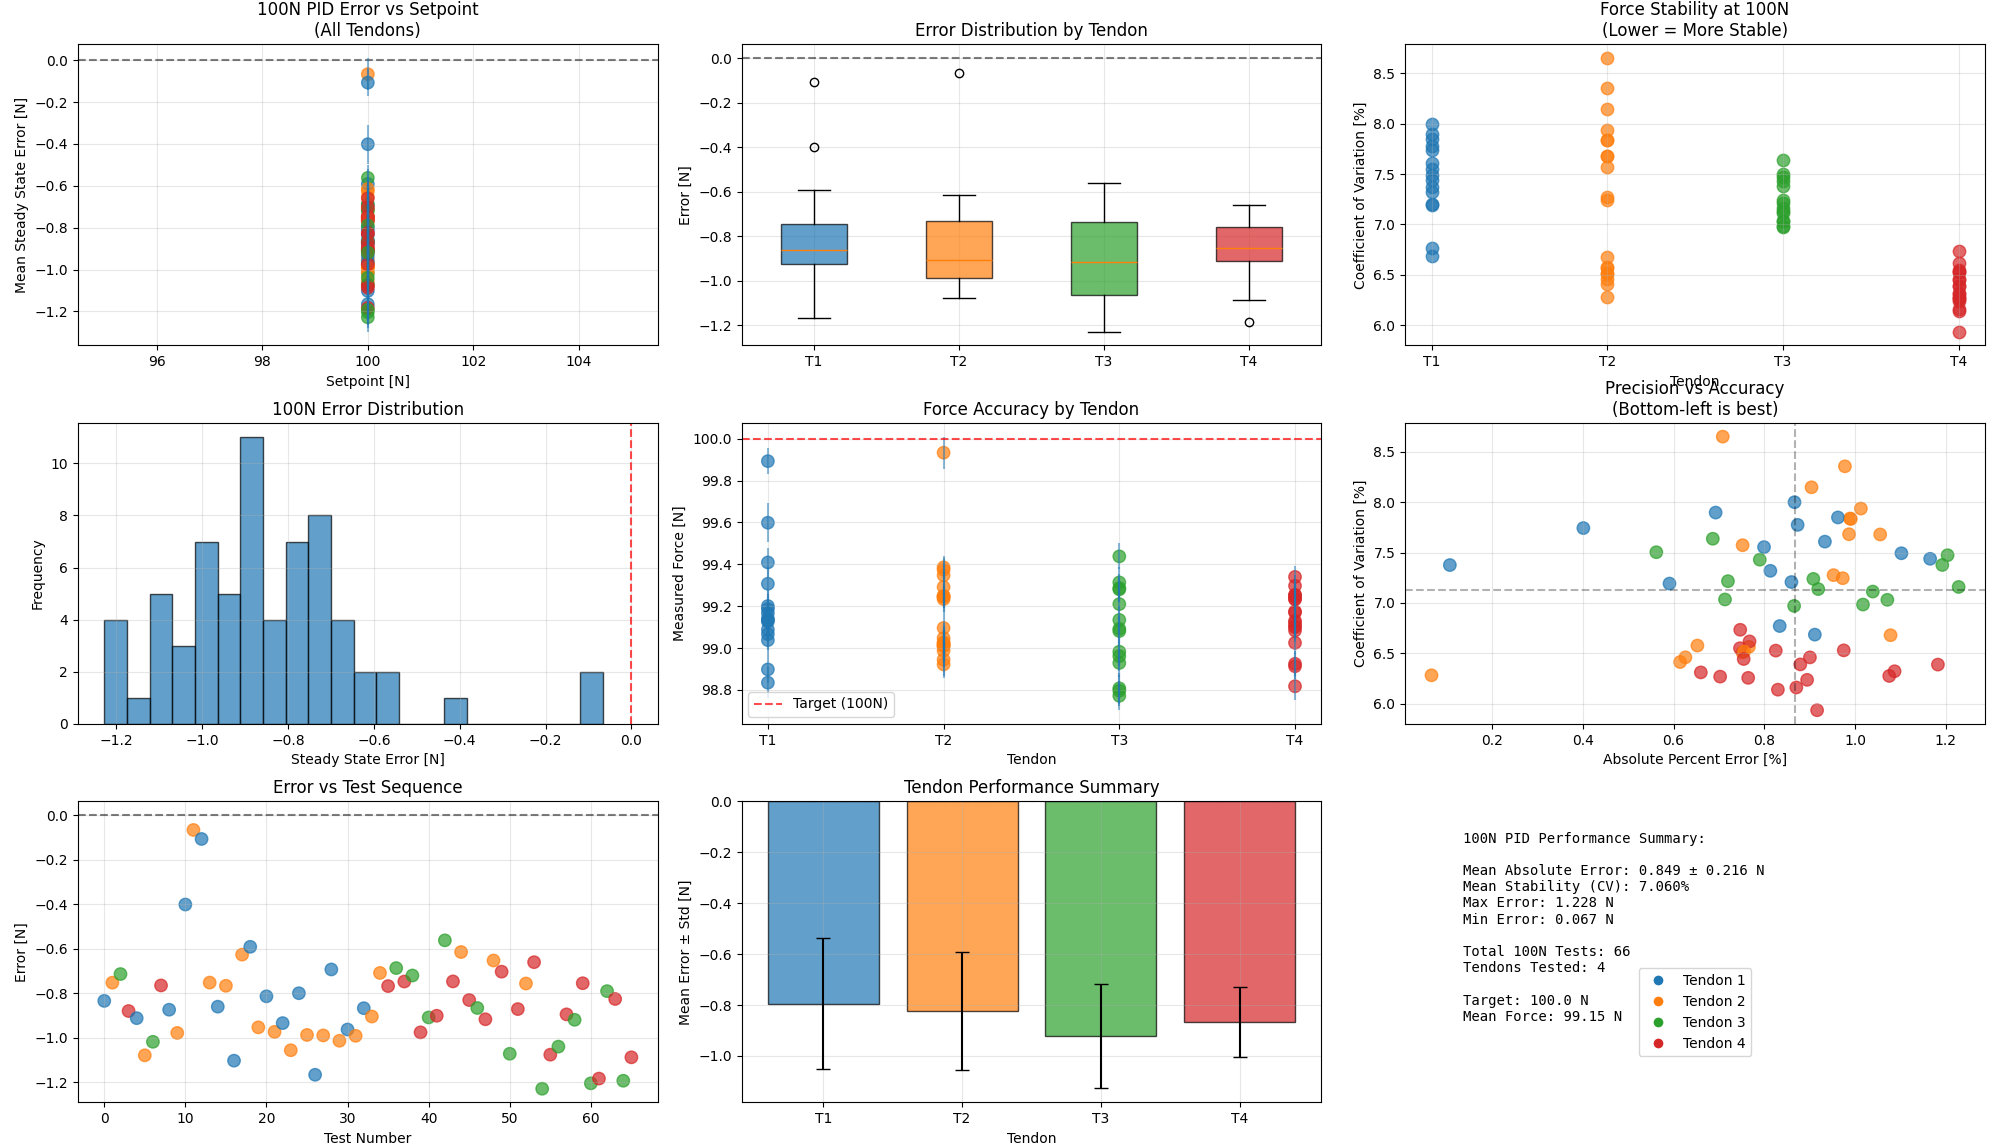 100N PID Error vs Setpoint
(All Tendons)
Mean Steady State Error [N]
0.0
−0.2
−0.4
−0.6
−0.8
−1.0
−1.2
96
98
100
102
104
Setpoint [N]
Error Distribution by Tendon
Error [N]
0.0
−0.2
−0.4
−0.6
−0.8
−1.0
−1.2
T1
T2
T3
T4
Force Stability at 100N
(Lower = More Stable)
Coefficient of Variation [%]
8.5
8.0
7.5
7.0
6.5
6.0
T1
T2
T3
T4
Tendon
100N Error Distribution
Frequency
10
8
6
4
2
0
−1.2
−1.0
−0.8
−0.6
−0.4
−0.2
0.0
Steady State Error [N]
Force Accuracy by Tendon
Measured Force [N]
100.0
99.8
99.6
99.4
99.2
99.0
98.8
Target (100N)
T1
T2
T3
T4
Tendon
Precision vs Accuracy
(Bottom-left is best)
Coefficient of Variation [%]
8.5
8.0
7.5
7.0
6.5
6.0
0.2
0.4
0.6
0.8
1.0
1.2
Absolute Percent Error [%]
Error vs Test Sequence
Error [N]
0.0
−0.2
−0.4
−0.6
−0.8
−1.0
−1.2
0
10
20
30
40
50
60
Test Number
Tendon Performance Summary
Mean Error ± Std [N]
0.0
−0.2
−0.4
−0.6
−0.8
−1.0
T1
T2
T3
T4
Tendon
100N PID Performance Summary:
Mean Absolute Error: 0.849 ± 0.216 N
Mean Stability (CV): 7.060%
Max Error: 1.228 N
Min Error: 0.067 N
Total 100N Tests: 66
Tendons Tested: 4
Target: 100.0 N
Mean Force: 99.15 N
Tendon 1
Tendon 2
Tendon 3
Tendon 4